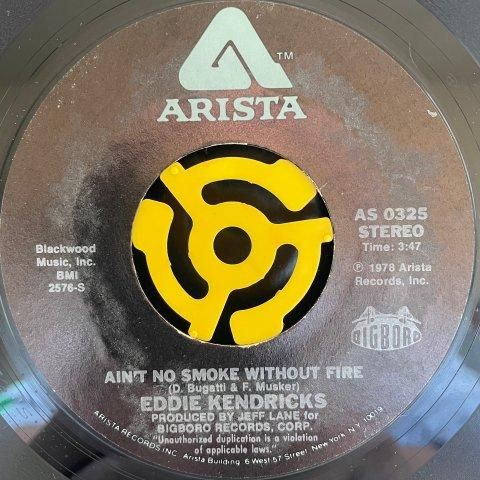 ARISTA
TM
AS 0325
STEREO
Time: 3:47
Blackwood
Music, Inc.
BMI
2576-S
℗ 1978 Arista
Records, Inc.
BIGBORO
AIN'T NO SMOKE WITHOUT FIRE
(D. Bugatti & F. Musker)
EDDIE KENDRICKS
PRODUCED BY JEFF LANE for
BIGBORO RECORDS, CORP.
"Unauthorized duplication is a violation
of applicable laws."
ARISTA RECORDS INC. Arista Building 6 West 57 Street New York N.Y. 10019